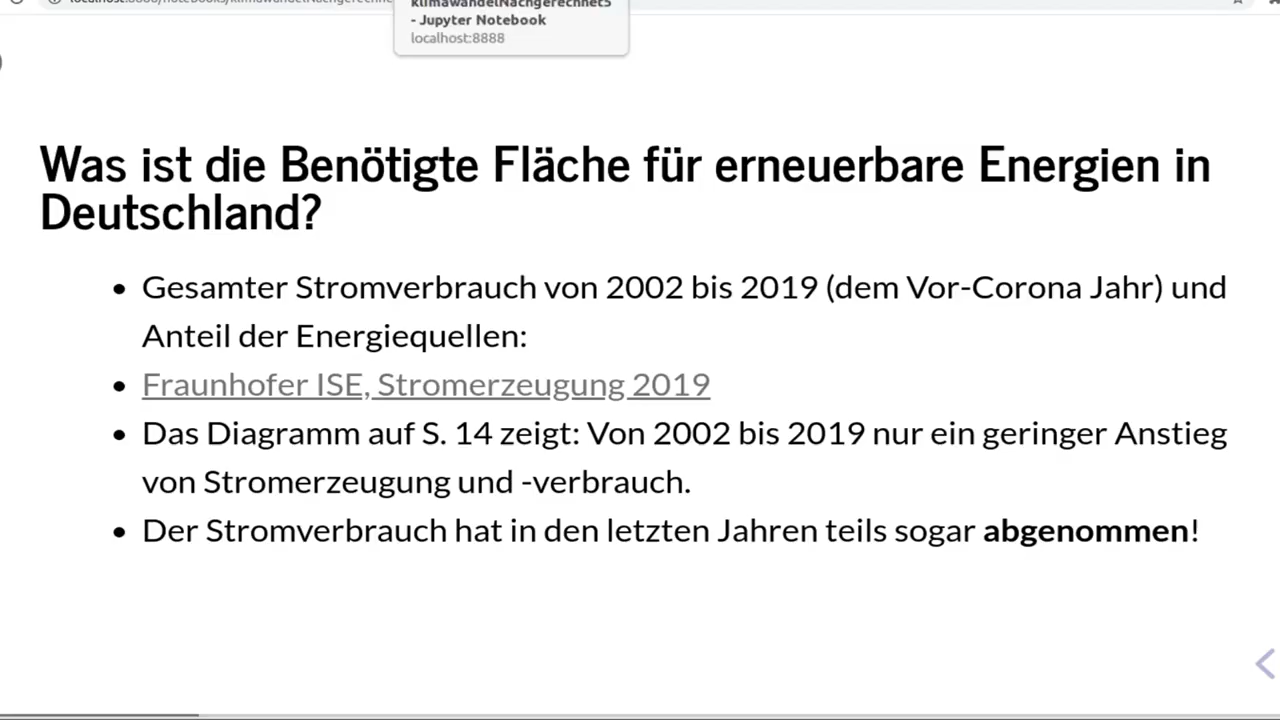 klimawandelNachgerechnet5
- Jupyter Notebook
localhost:8888
Was ist die Benötigte Fläche für erneuerbare Energien in
Deutschland?
• Gesamter Stromverbrauch von 2002 bis 2019 (dem Vor-Corona Jahr) und
Anteil der Energiequellen:
• Fraunhofer ISE, Stromerzeugung 2019
• Das Diagramm auf S. 14 zeigt: Von 2002 bis 2019 nur ein geringer Anstieg
von Stromerzeugung und -verbrauch.
• Der Stromverbrauch hat in den letzten Jahren teils sogar abgenommen!